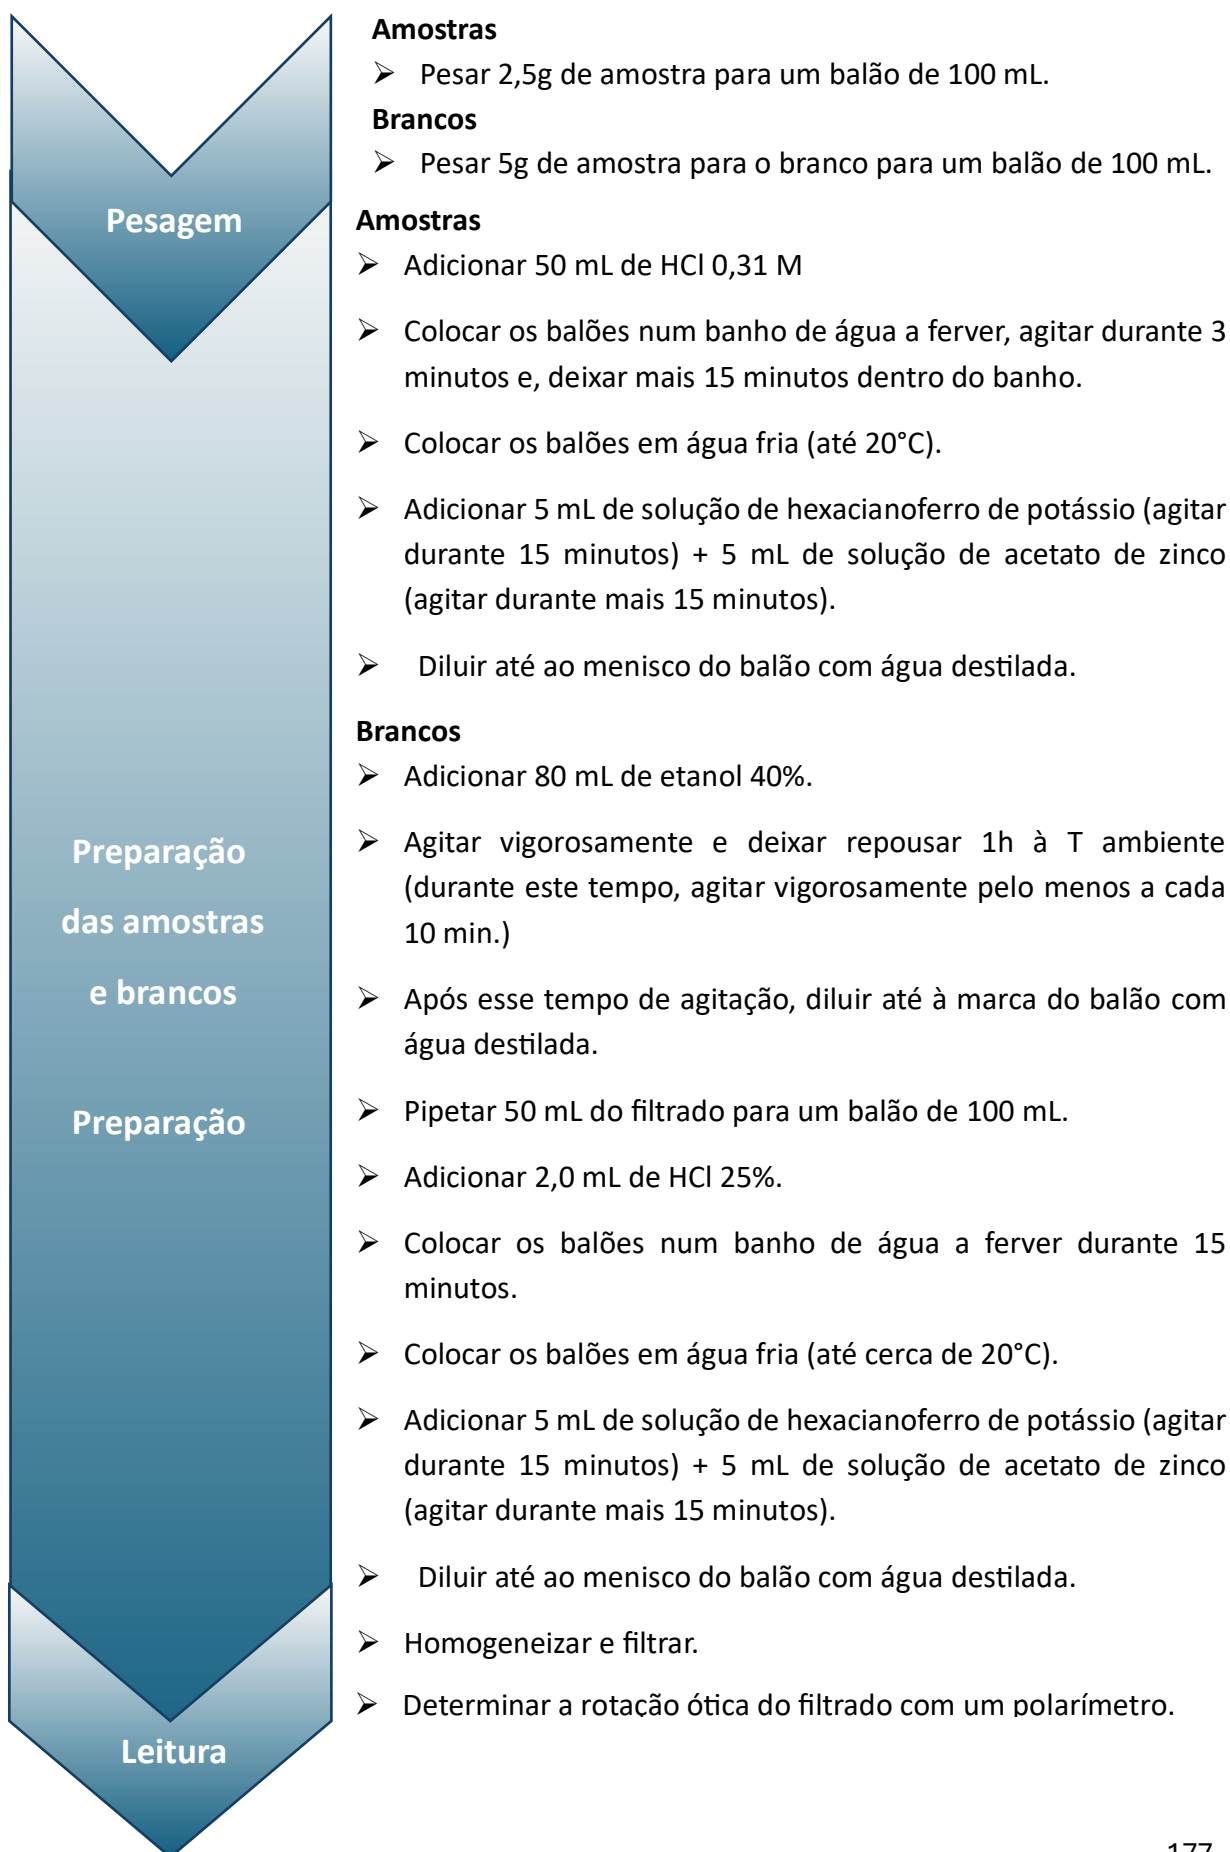 Amostras
➢ Pesar 2,5g de amostra para um balão de 100 mL.
Brancos
➢ Pesar 5g de amostra para o branco para um balão de 100 mL.
Pesagem
Amostras
➢ Adicionar 50 mL de HCl 0,31 M
➢ Colocar os balões num banho de água a ferver, agitar durante 3
minutos e, deixar mais 15 minutos dentro do banho.
➢ Colocar os balões em água fria (até 20°C).
➢ Adicionar 5 mL de solução de hexacianoferro de potássio (agitar
durante 15 minutos) + 5 mL de solução de acetato de zinco
(agitar durante mais 15 minutos).
➢ Diluir até ao menisco do balão com água destilada.
Brancos
➢ Adicionar 80 mL de etanol 40%.
➢ Agitar vigorosamente e deixar repousar 1h à T ambiente
(durante este tempo, agitar vigorosamente pelo menos a cada
10 min.)
➢ Após esse tempo de agitação, diluir até à marca do balão com
água destilada.
➢ Pipetar 50 mL do filtrado para um balão de 100 mL.
➢ Adicionar 2,0 mL de HCl 25%.
➢ Colocar os balões num banho de água a ferver durante 15
minutos.
➢ Colocar os balões em água fria (até cerca de 20°C).
➢ Adicionar 5 mL de solução de hexacianoferro de potássio (agitar
durante 15 minutos) + 5 mL de solução de acetato de zinco
(agitar durante mais 15 minutos).
➢ Diluir até ao menisco do balão com água destilada.
➢ Homogeneizar e filtrar.
Preparação
das amostras
e brancos
Preparação
➢ Determinar a rotação ótica do filtrado com um polarímetro.
Leitura
177